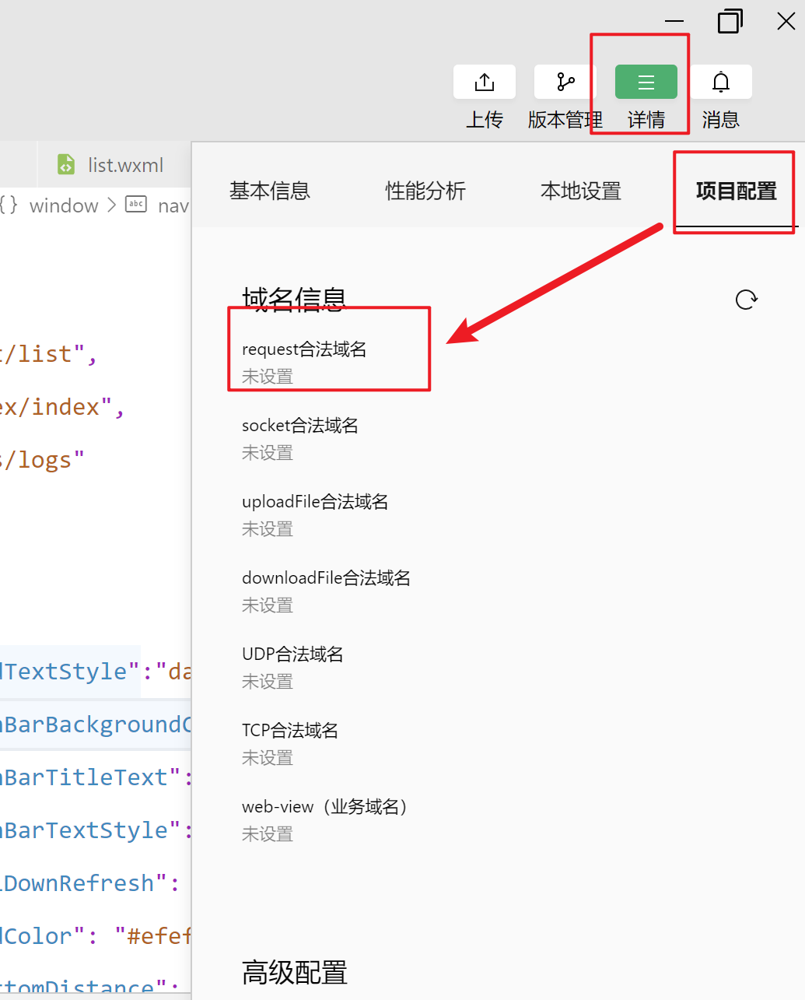 上传 版本管理 详情 消息
list.wxml
{} window > abc nav
基本信息 性能分析 本地设置 项目配置
域名信息
request合法域名
未设置
socket合法域名
未设置
uploadFile合法域名
未设置
downloadFile合法域名
未设置
UDP合法域名
未设置
TCP合法域名
未设置
web-view（业务域名）
未设置
高级配置
/list",
ex/index",
s/logs"
dTextStyle":"da
nBarBackgroundC
nBarTitleText":
nBarTextStyle":
lDownRefresh":
dColor": "#efef
ttomDistance":